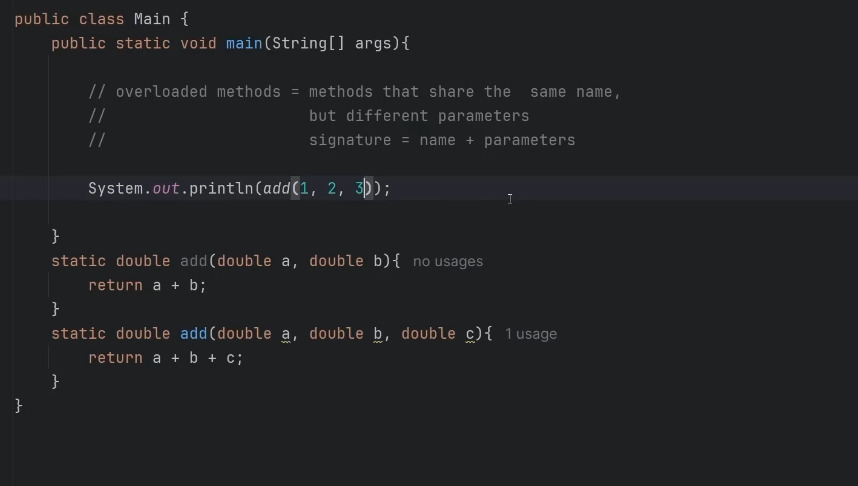 public class Main {
public static void main(String[] args){
// overloaded methods = methods that share the  same name,
//                      but different parameters
//                      signature = name + parameters
System.out.println(add(1, 2, 3));
}
static double add(double a, double b){ no usages
return a + b;
}
static double add(double a, double b, double c){ 1 usage
return a + b + c;
}
}